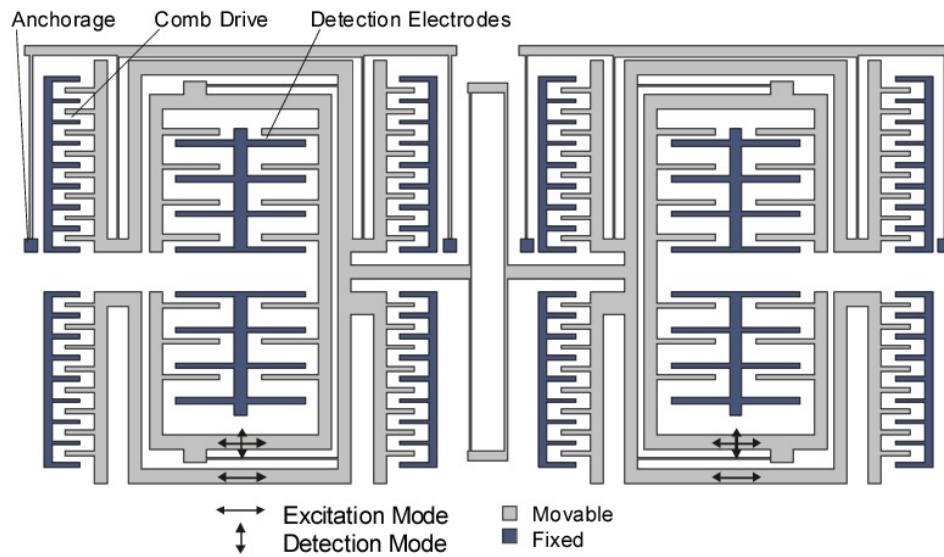 Anchorage
Comb Drive
Detection Electrodes
Excitation Mode
Detection Mode
Movable
Fixed